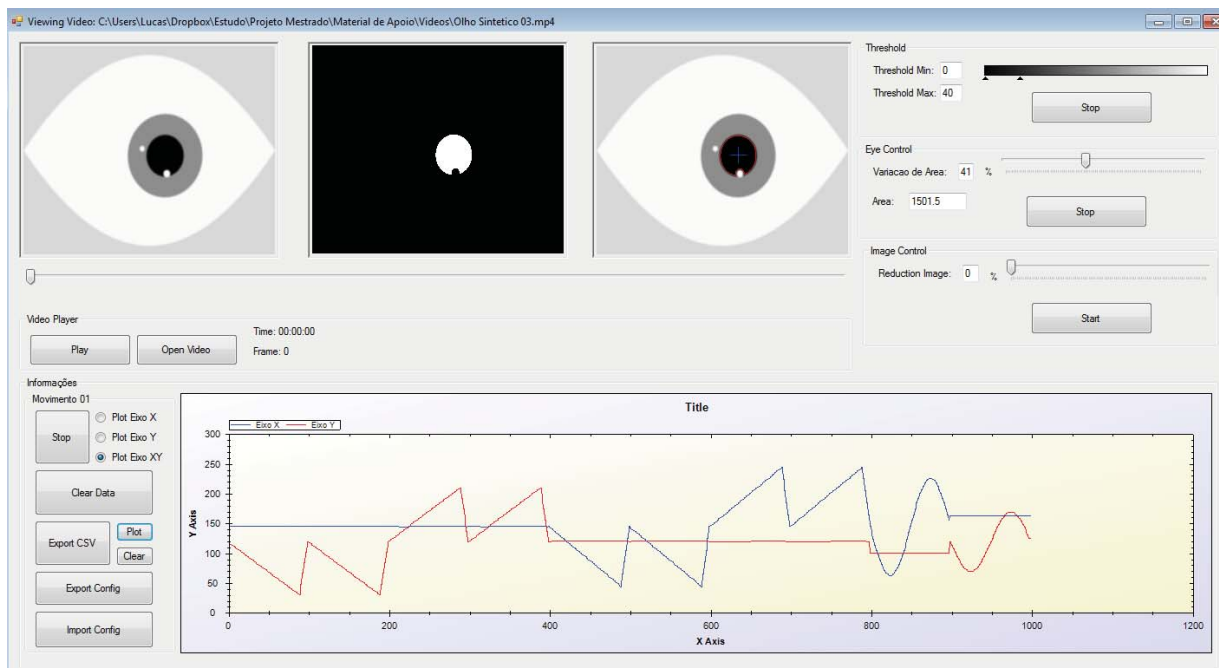 Viewing Video: C:\Users\Lucas\Dropbox\Estudo\Projeto Mestrado\Material de Apoio\Videos\Olho Sintetico 03.mp4
Threshold
Threshold Min: 0
Threshold Max: 40
Stop
Eye Control
Variacao de Area: 41 %
Area: 1501.5
Stop
Image Control
Reduction Image: 0 %
Start
Video Player
Play
Open Video
Time: 00:00:00
Frame: 0
Informações
Movimento 01
Stop
Plot Eixo X
Plot Eixo Y
Plot Eixo XY
Clear Data
Export CSV
Plot
Clear
Export Config
Import Config
Title
Eixo X
Eixo Y
Y Axis
300
250
200
150
100
50
0
0 200 400 600 800 1000 1200
X Axis